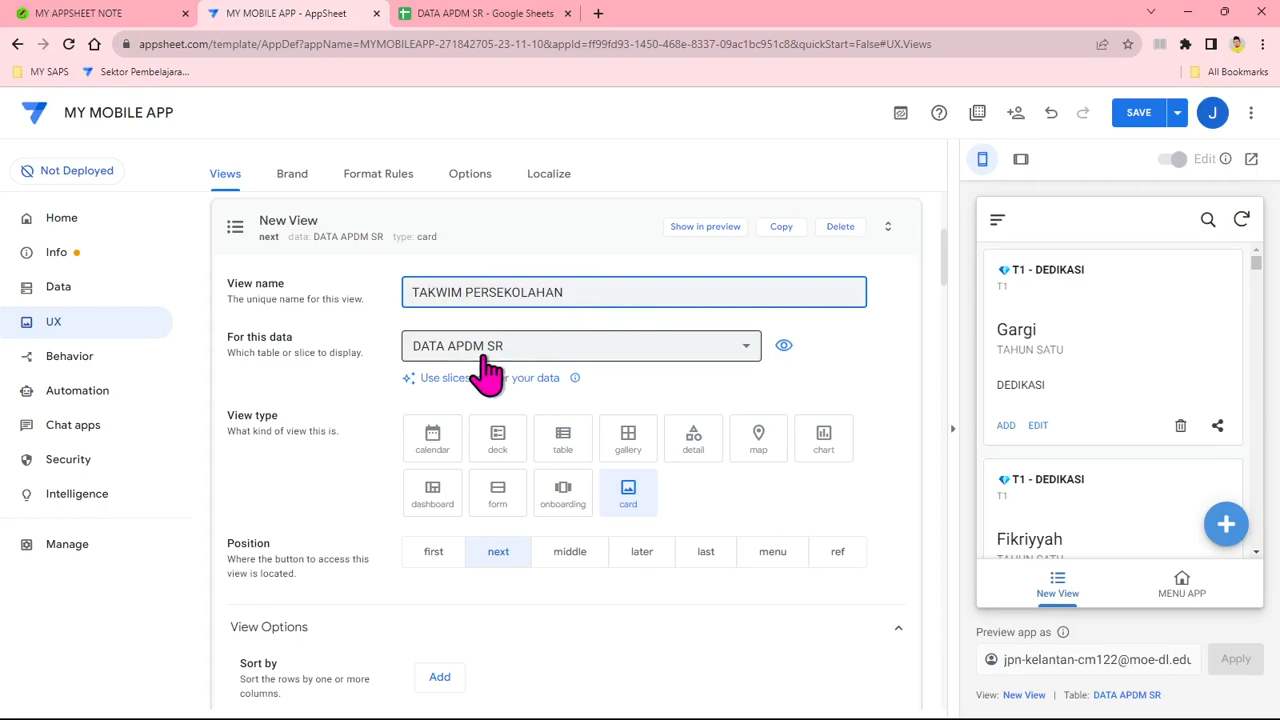 MY APPSHEET NOTE
MY MOBILE APP - AppSheet
DATA APDM SR - Google Sheets
appsheet.com/template/AppDef?appName=MYMOBILEAPP-271842725-23-11-10&appId=ff99fd93-1450-468e-8337-09ac1bc951c8&quickStart=False#UX.Views
MY SAPS
Sektor Pembelajara...
All Bookmarks
MY MOBILE APP
SAVE
J
Not Deployed
Views
Brand
Format Rules
Options
Localize
Edit
Home
Info
Data
UX
Behavior
Automation
Chat apps
Security
Intelligence
Manage
New View
next data: DATA APDM SR type: card
Show in preview
Copy
Delete
View name
The unique name for this view.
TAKWIM PERSEKOLAHAN
For this data
Which table or slice to display.
DATA APDM SR
Use slices your data
View type
What kind of view this is.
calendar
deck
table
gallery
detail
map
chart
dashboard
form
onboarding
card
Position
Where the button to access this
view is located.
first
next
middle
later
last
menu
ref
View Options
Sort by
Sort the rows by one or more
columns.
Add
T1 - DEDIKASI
T1
Gargi
TAHUN SATU
DEDIKASI
ADD
EDIT
T1 - DEDIKASI
T1
Fikriyyah
TAHUN SATU
New View
MENU APP
Preview app as
jpn-kelantan-cm122@moe-dl.edu
Apply
View: New View | Table: DATA APDM SR